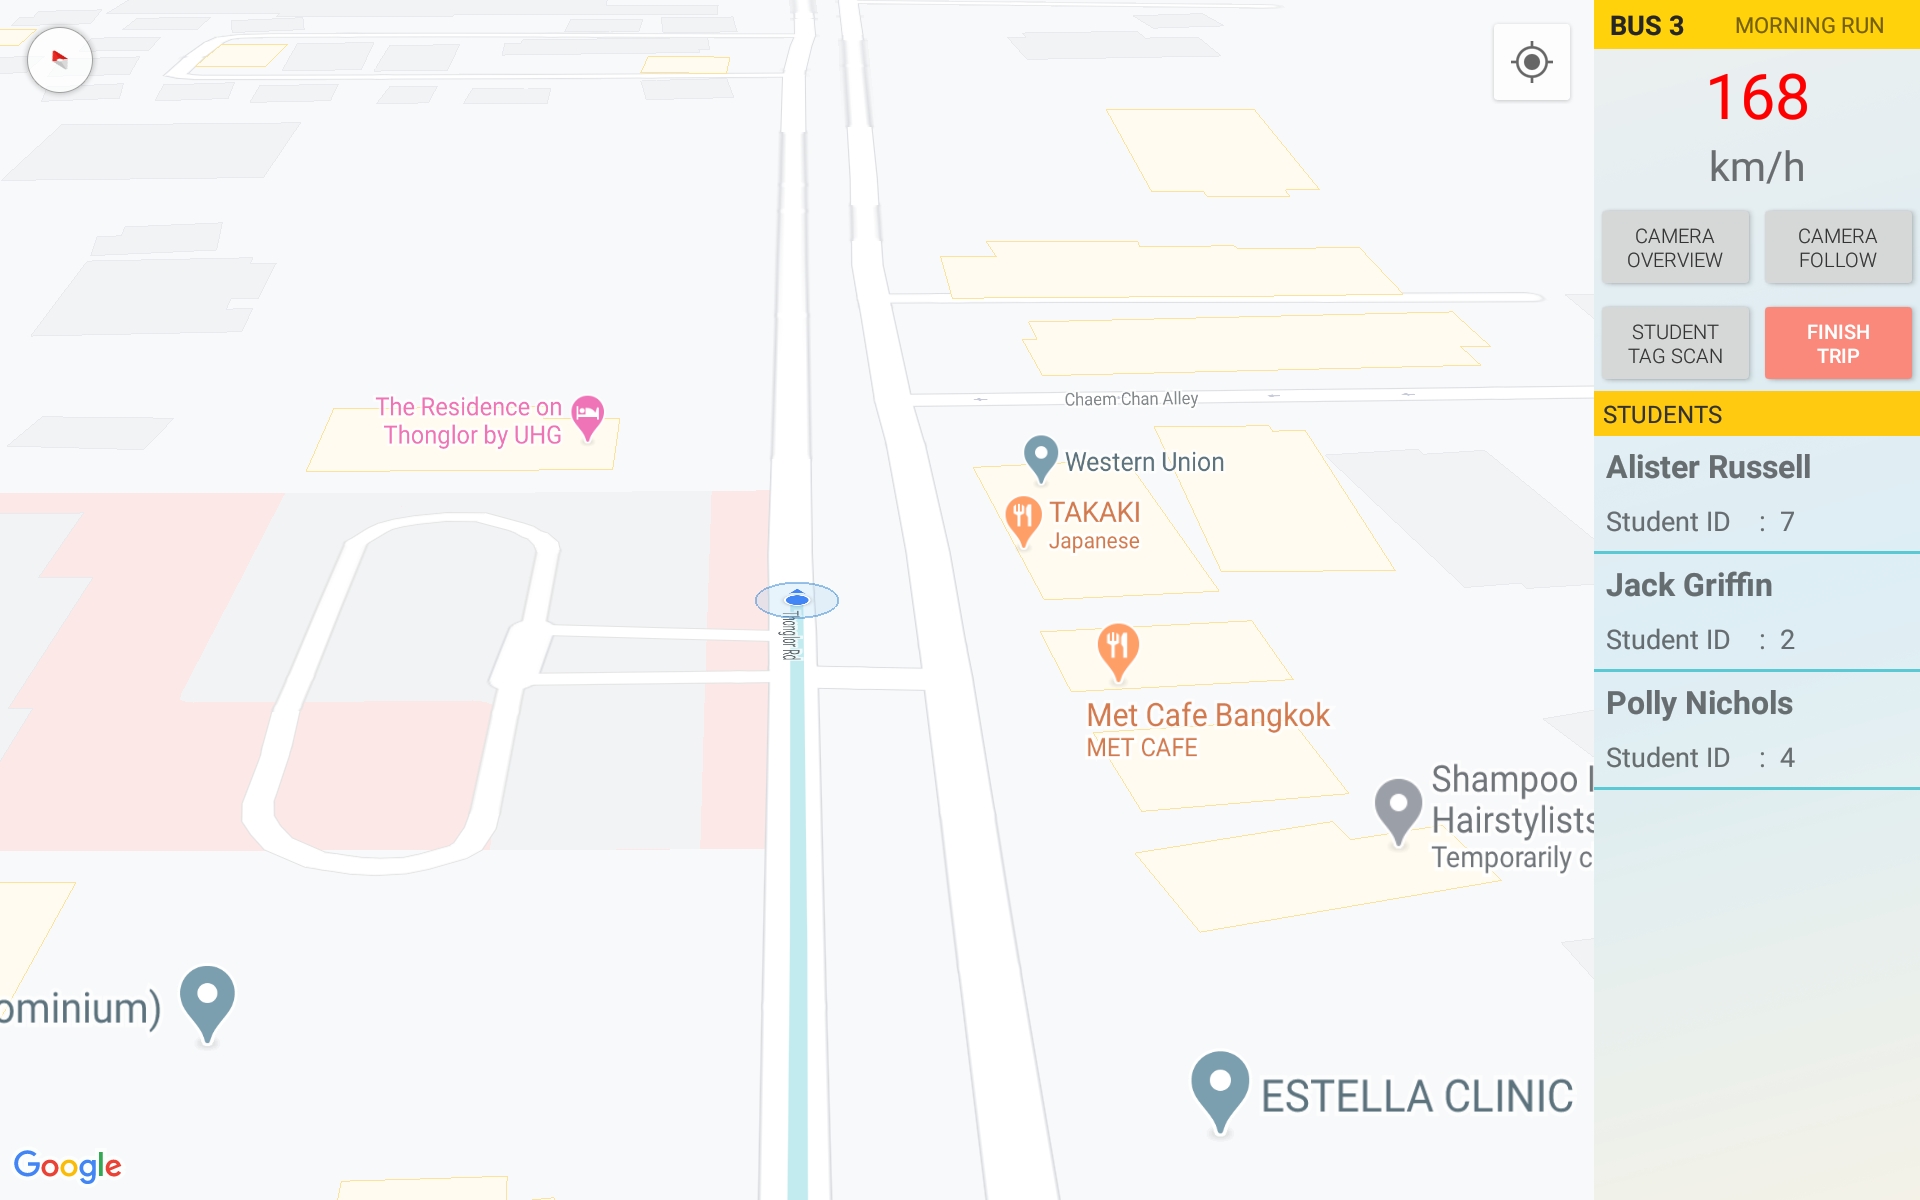 BUS 3
MORNING RUN
168
km/h
CAMERA
OVERVIEW
CAMERA
FOLLOW
STUDENT
TAG SCAN
FINISH
TRIP
STUDENTS
Alister Russell
Student ID : 7
Jack Griffin
Student ID : 2
Polly Nichols
Student ID : 4
The Residence on
Thonglor by UHG
Chaem Chan Alley
Western Union
TAKAKI
Japanese
Thonglor Rd
Met Cafe Bangkok
MET CAFE
Shampoo
Hairstylists
Temporarily c
ominium)
ESTELLA CLINIC
Google